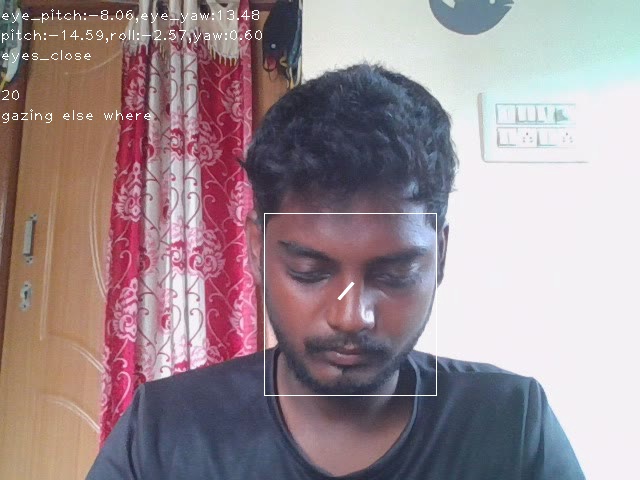 eye_pitch:-8.06,eye_yaw:13.48
pitch:-14.59,roll:-2.57,yaw:0.60
eyes_close
20
gazing else where